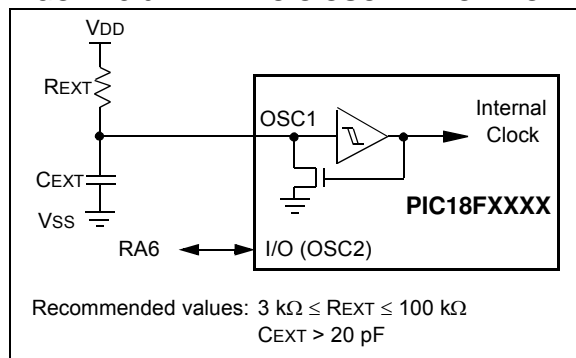 VDD
REXT
OSC1
Internal
Clock
CEXT
PIC18FXXXX
VSS
RA6
I/O (OSC2)
Recommended values: 3 kΩ ≤ REXT ≤ 100 kΩ
CEXT > 20 pF